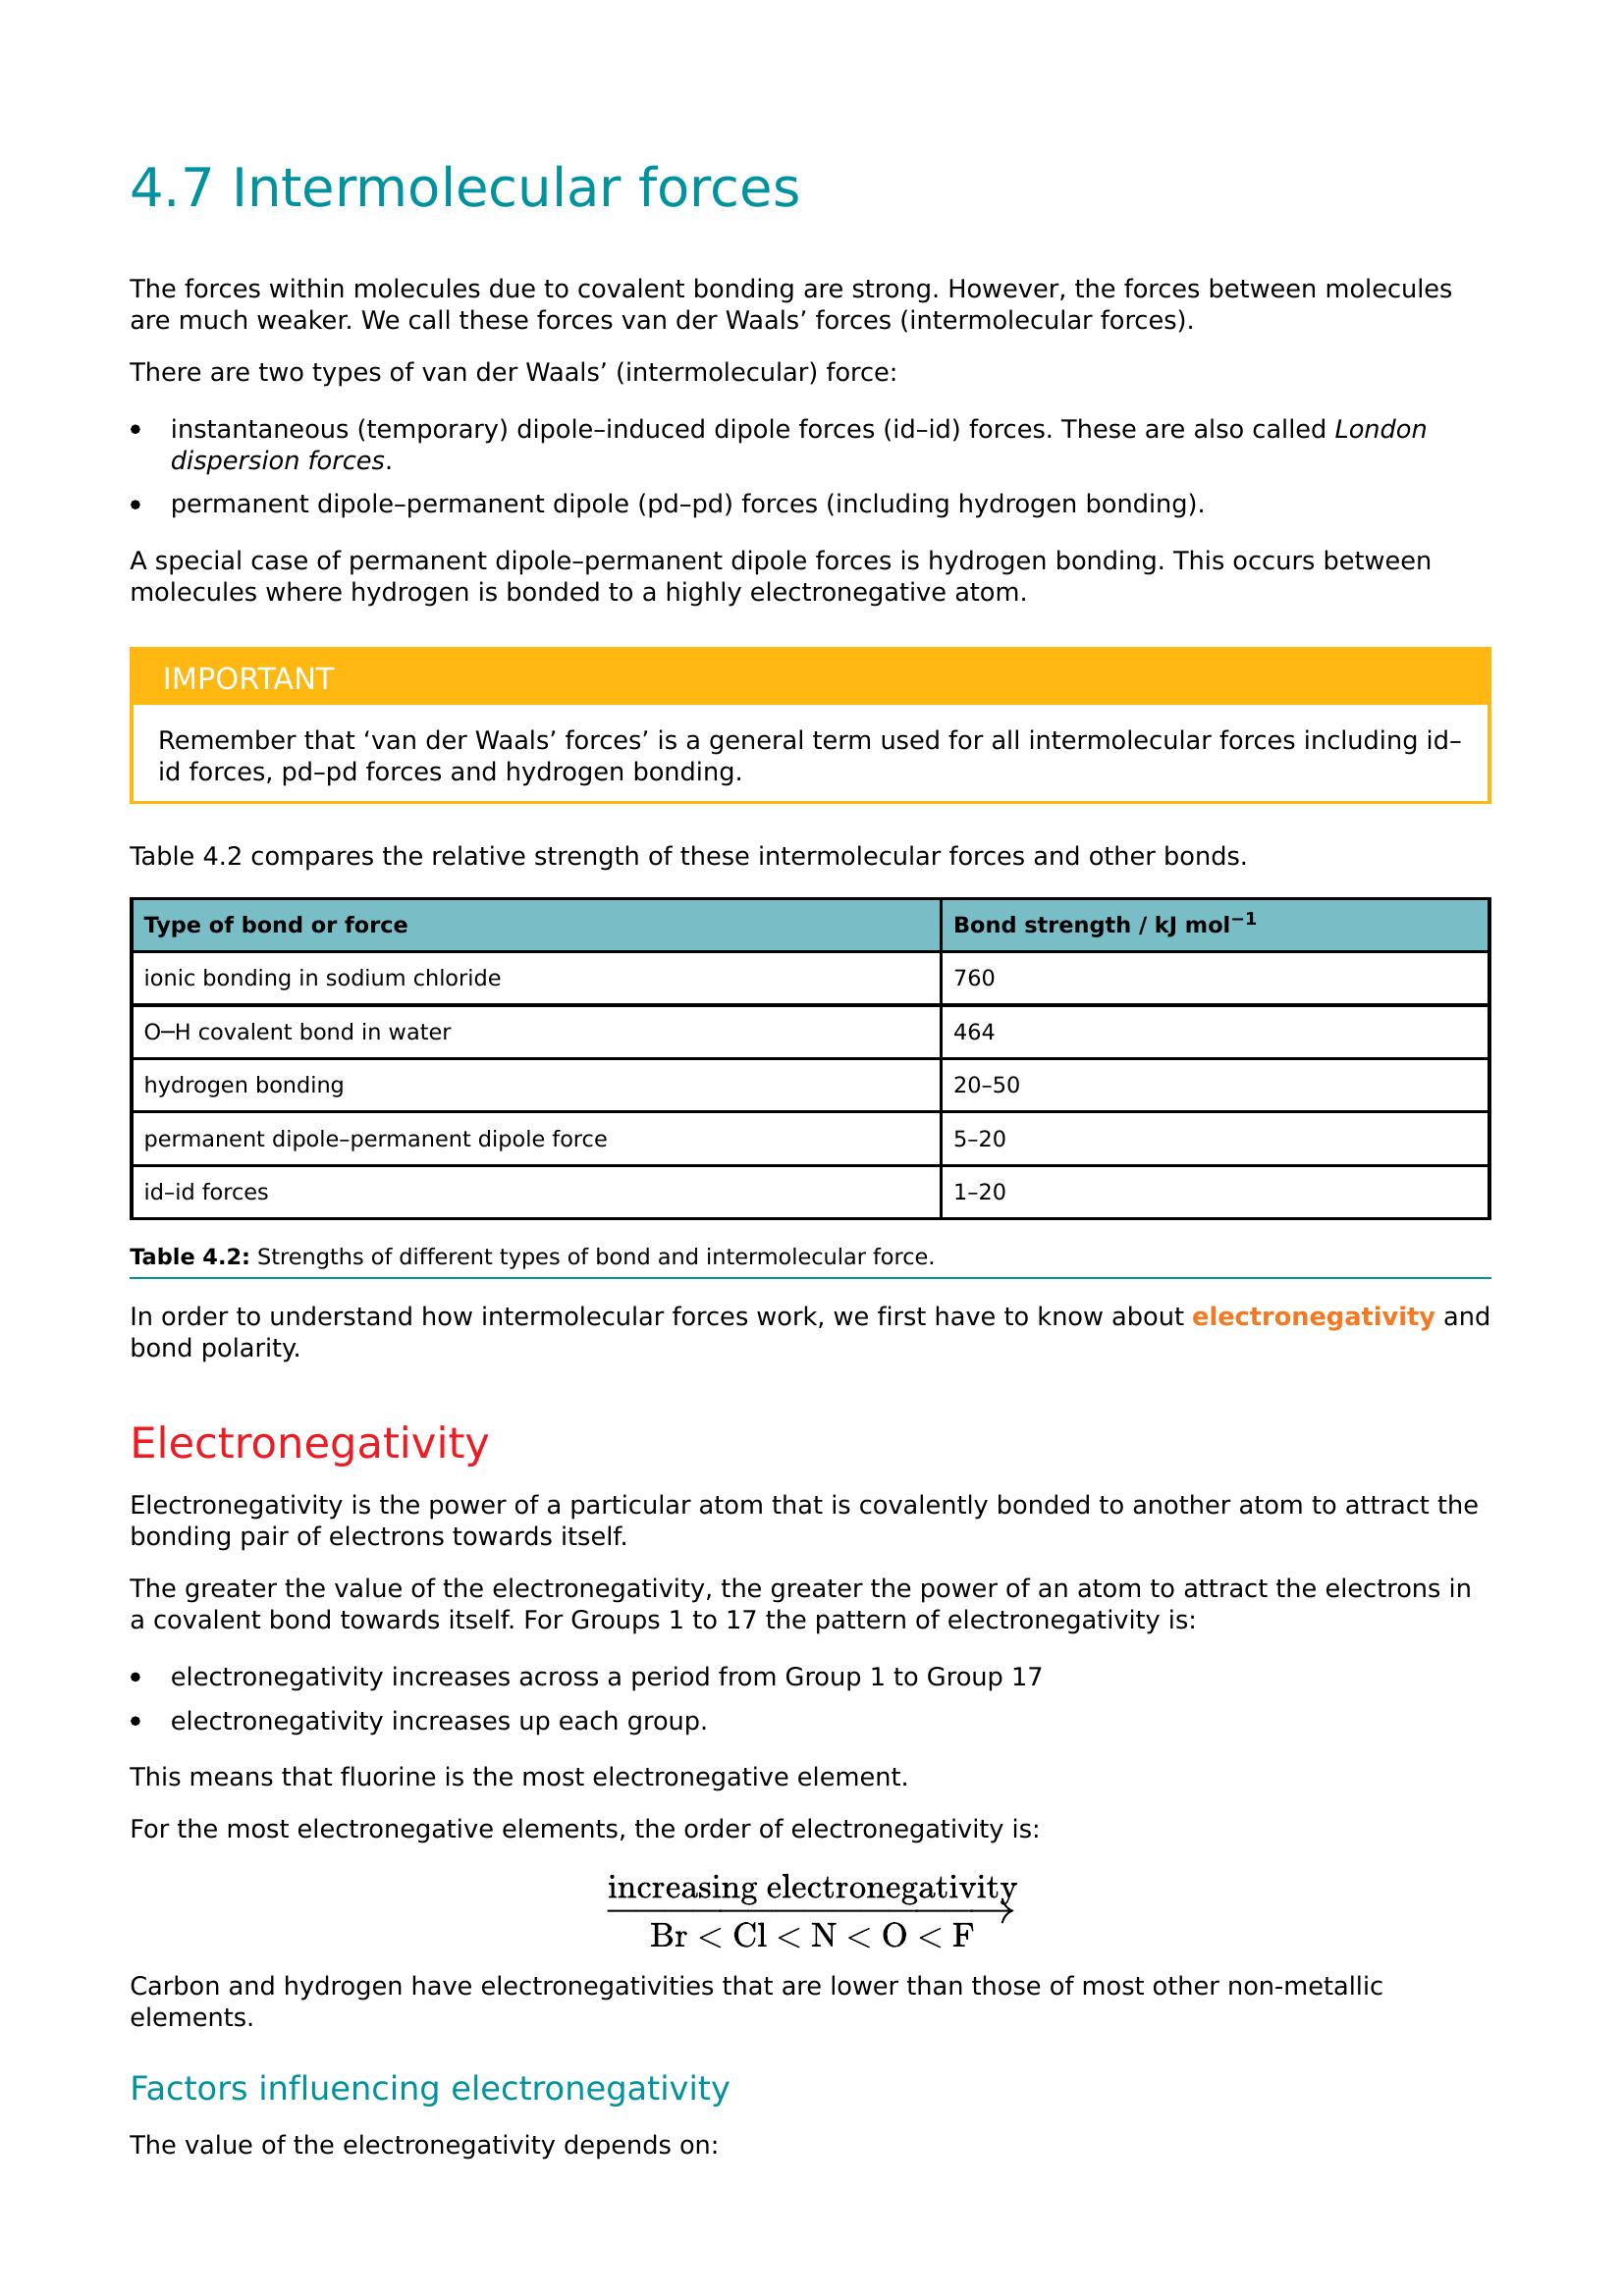 4.7 Intermolecular forces
The forces within molecules due to covalent bonding are strong. However, the forces between molecules
are much weaker. We call these forces van der Waals’ forces (intermolecular forces).
There are two types of van der Waals’ (intermolecular) force:
• instantaneous (temporary) dipole–induced dipole forces (id–id) forces. These are also called London
dispersion forces.
• permanent dipole–permanent dipole (pd–pd) forces (including hydrogen bonding).
A special case of permanent dipole–permanent dipole forces is hydrogen bonding. This occurs between
molecules where hydrogen is bonded to a highly electronegative atom.
IMPORTANT
Remember that ‘van der Waals’ forces’ is a general term used for all intermolecular forces including id–
id forces, pd–pd forces and hydrogen bonding.
Table 4.2 compares the relative strength of these intermolecular forces and other bonds.
Type of bond or force Bond strength / kJ mol⁻¹
ionic bonding in sodium chloride 760
O─H covalent bond in water 464
hydrogen bonding 20–50
permanent dipole–permanent dipole force 5–20
id–id forces 1–20
Table 4.2: Strengths of different types of bond and intermolecular force.
In order to understand how intermolecular forces work, we first have to know about electronegativity and
bond polarity.
Electronegativity
Electronegativity is the power of a particular atom that is covalently bonded to another atom to attract the
bonding pair of electrons towards itself.
The greater the value of the electronegativity, the greater the power of an atom to attract the electrons in
a covalent bond towards itself. For Groups 1 to 17 the pattern of electronegativity is:
• electronegativity increases across a period from Group 1 to Group 17
• electronegativity increases up each group.
This means that fluorine is the most electronegative element.
For the most electronegative elements, the order of electronegativity is:
increasing electronegativity
Br < Cl < N < O < F
Carbon and hydrogen have electronegativities that are lower than those of most other non-metallic
elements.
Factors influencing electronegativity
The value of the electronegativity depends on: